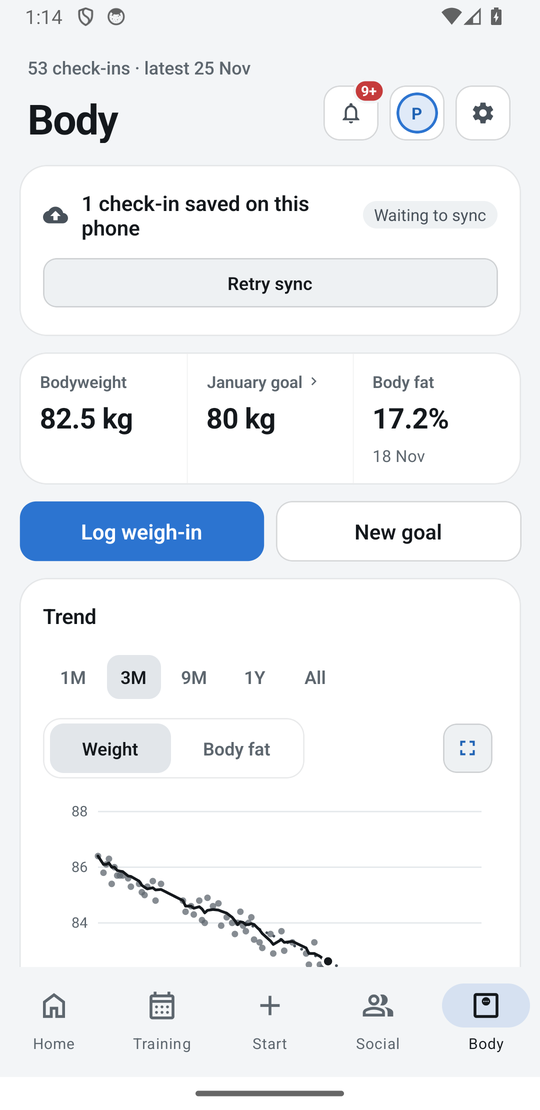 1:14
53 check-ins · latest 25 Nov
Body
9+
P
1 check-in saved on this
phone
Waiting to sync
Retry sync
Bodyweight
82.5 kg
January goal
80 kg
Body fat
17.2%
18 Nov
Log weigh-in
New goal
Trend
1M
3M
9M
1Y
All
Weight
Body fat
88
86
84
Home
Training
Start
Social
Body